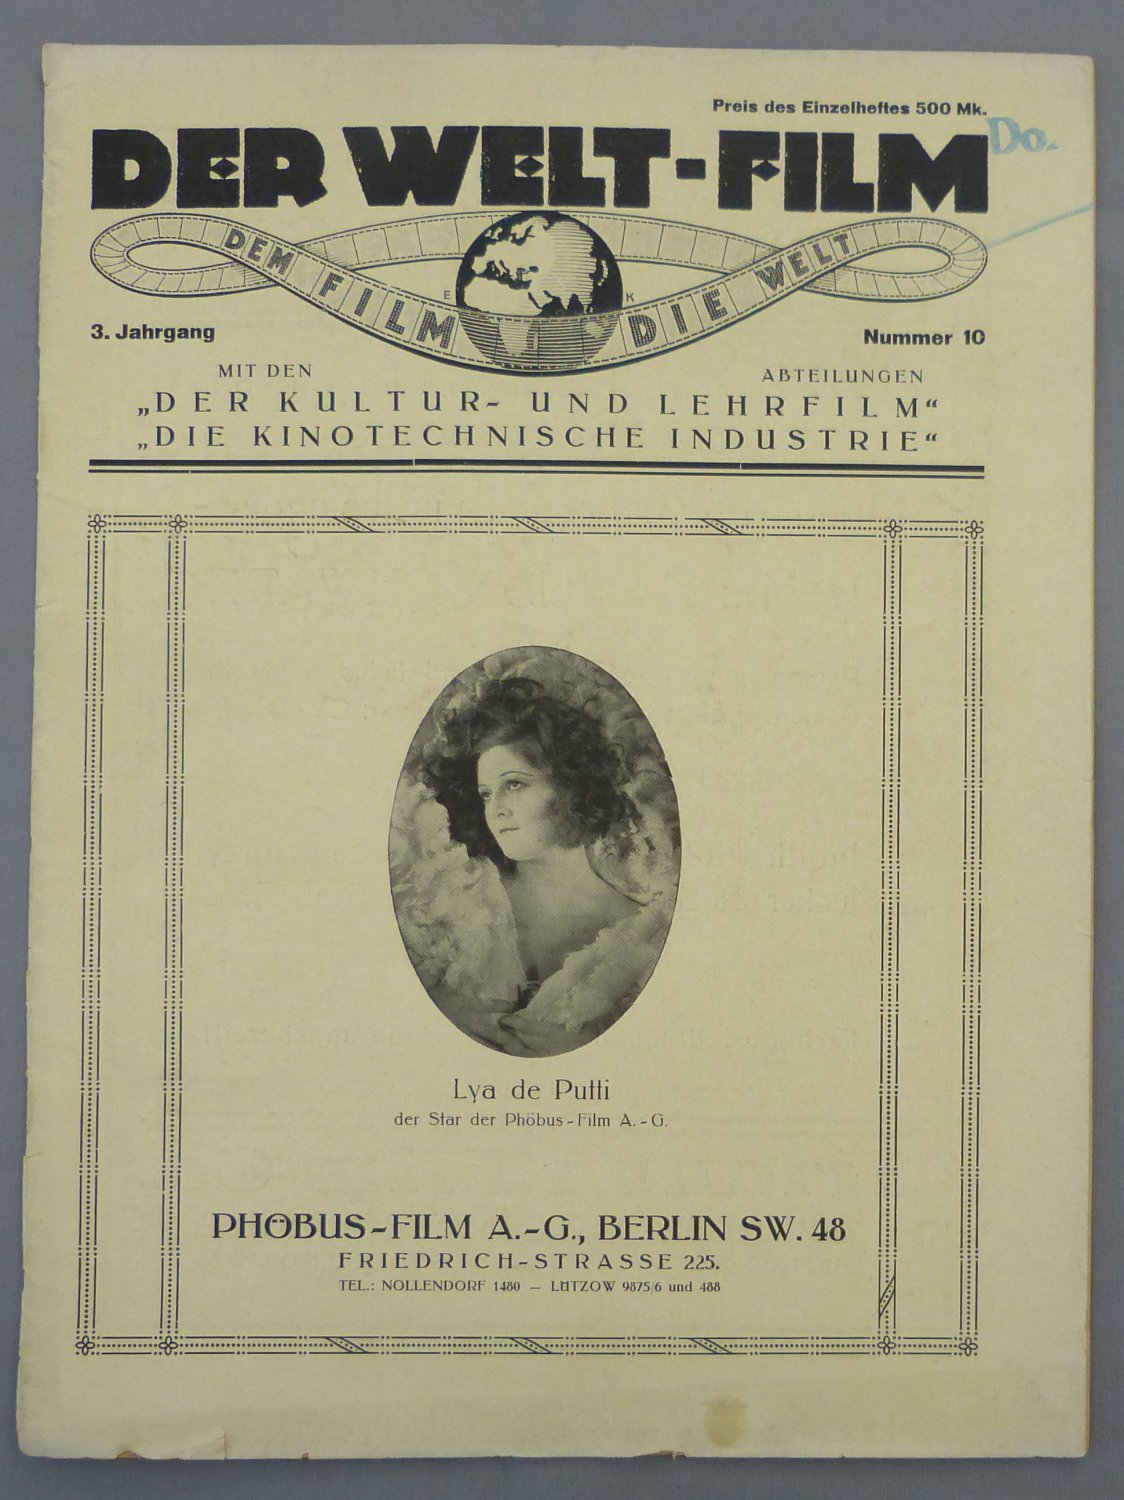 Preis des Einzelheftes 500 Mk.
DER WELT-FILM
Do.
DEM FILM DIE WELT
E K
3. Jahrgang Nummer 10
MIT DEN ABTEILUNGEN
„DER KULTUR- UND LEHRFILM“
„DIE KINOTECHNISCHE INDUSTRIE“
Lya de Putti
der Star der Phöbus-Film A.-G.
PHÖBUS-FILM A.-G., BERLIN SW. 48
FRIEDRICH-STRASSE 225.
TEL.: NOLLENDORF 1480 — LÜTZOW 9875/6 und 488